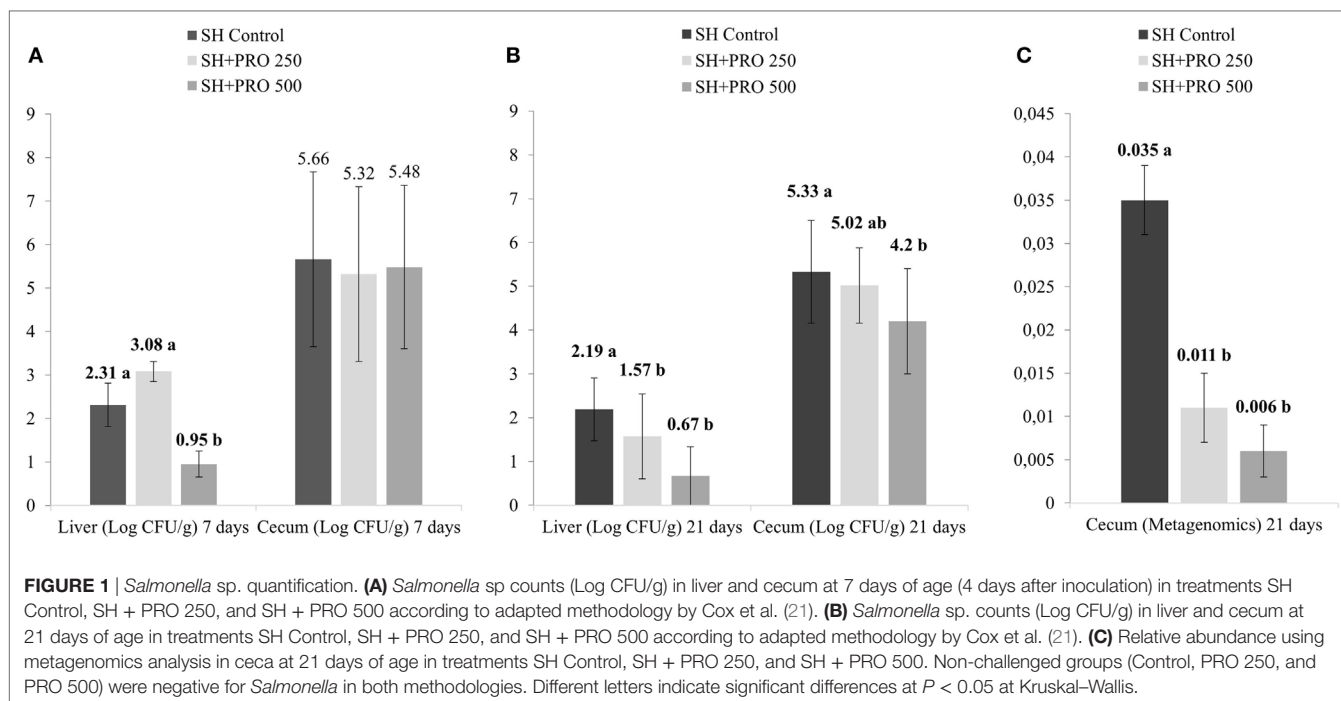 A
SH Control
SH+PRO 250
SH+PRO 500
9
8
7
6
5
4
3
2
1
0
2.31 a
3.08 a
0.95 b
5.66
5.32
5.48
Liver (Log CFU/g) 7 days
Cecum (Log CFU/g) 7 days
B
SH Control
SH+PRO 250
SH+PRO 500
9
8
7
6
5
4
3
2
1
0
2.19 a
1.57 b
0.67 b
5.33 a
5.02 ab
4.2 b
Liver (Log CFU/g) 21 days
Cecum (Log CFU/g) 21 days
C
SH Control
SH+PRO 250
SH+PRO 500
0,045
0,04
0,035
0,03
0,025
0,02
0,015
0,01
0,005
0
0.035 a
0.011 b
0.006 b
Cecum (Metagenomics) 21 days
FIGURE 1 | Salmonella sp. quantification. (A) Salmonella sp counts (Log CFU/g) in liver and cecum at 7 days of age (4 days after inoculation) in treatments SH
Control, SH + PRO 250, and SH + PRO 500 according to adapted methodology by Cox et al. (21). (B) Salmonella sp. counts (Log CFU/g) in liver and cecum at
21 days of age in treatments SH Control, SH + PRO 250, and SH + PRO 500 according to adapted methodology by Cox et al. (21). (C) Relative abundance using
metagenomics analysis in ceca at 21 days of age in treatments SH Control, SH + PRO 250, and SH + PRO 500. Non-challenged groups (Control, PRO 250, and
PRO 500) were negative for Salmonella in both methodologies. Different letters indicate significant differences at P < 0.05 at Kruskal–Wallis.